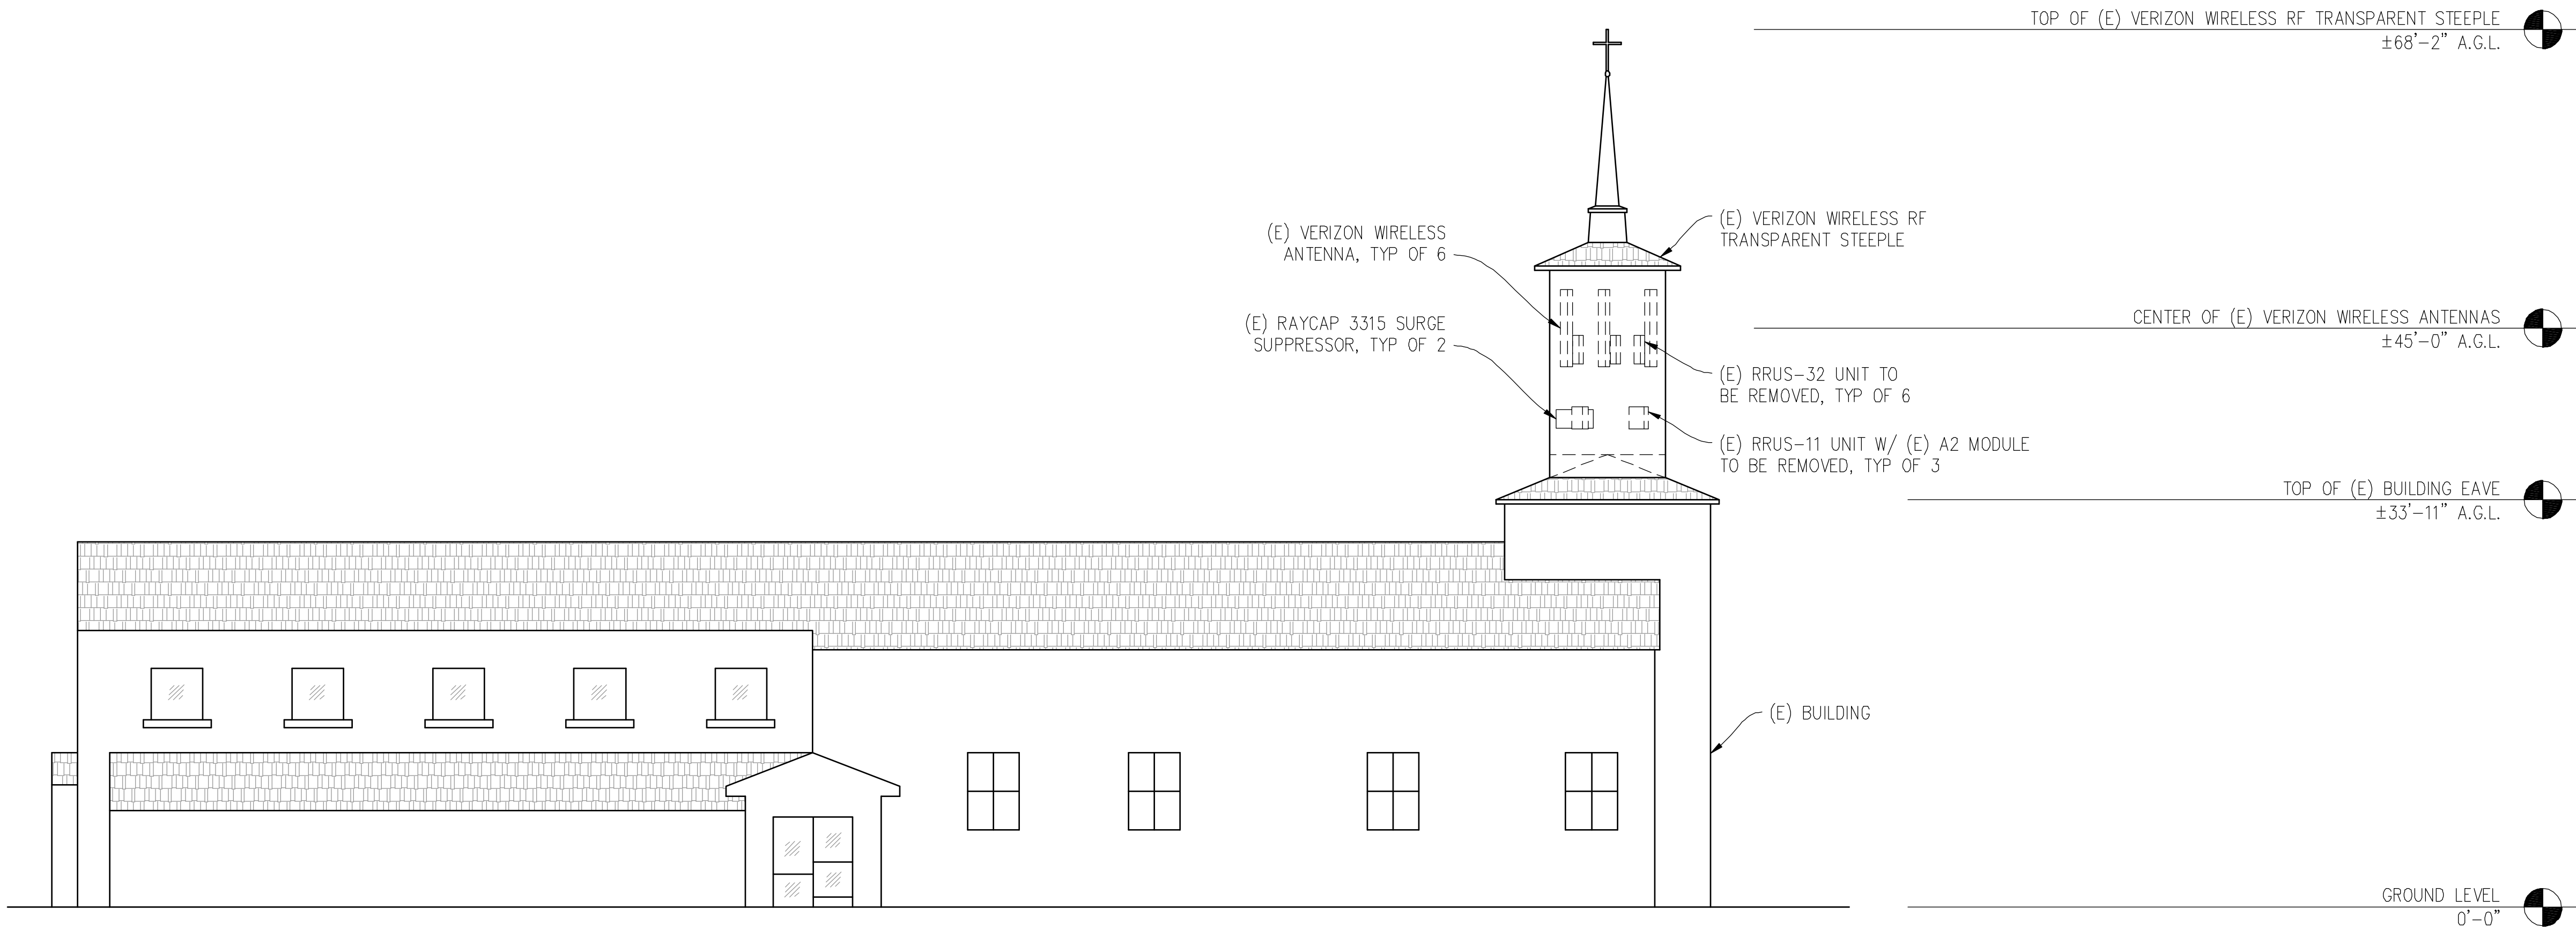 TOP OF (E) VERIZON WIRELESS RF TRANSPARENT STEEPLE
±68'-2" A.G.L.
(E) VERIZON WIRELESS RF
TRANSPARENT STEEPLE
(E) VERIZON WIRELESS
ANTENNA, TYP OF 6
CENTER OF (E) VERIZON WIRELESS ANTENNAS
±45'-0" A.G.L.
(E) RAYCAP 3315 SURGE
SUPPRESSOR, TYP OF 2
(E) RRUS-32 UNIT TO
BE REMOVED, TYP OF 6
(E) RRUS-11 UNIT W/ (E) A2 MODULE
TO BE REMOVED, TYP OF 3
TOP OF (E) BUILDING EAVE
±33'-11" A.G.L.
(E) BUILDING
GROUND LEVEL
0'-0"